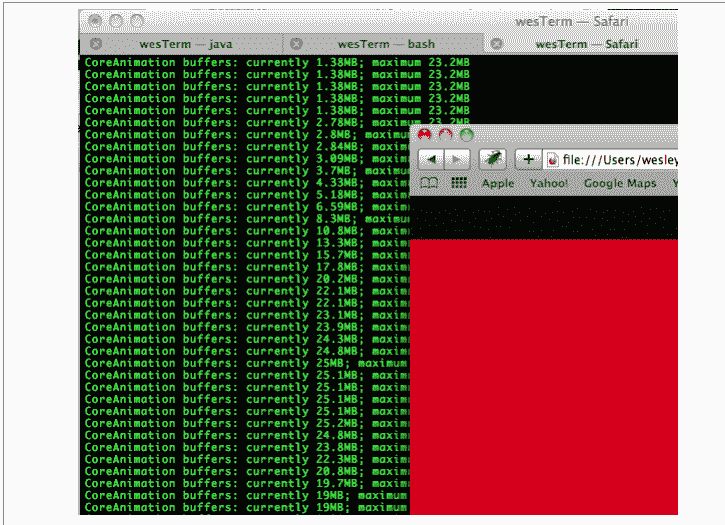 wesTerm — Safari
wesTerm — java
wesTerm — bash
wesTerm — Safari
CoreAnimation buffers: currently 1.38MB; maximum 23.2MB
CoreAnimation buffers: currently 1.38MB; maximum 23.2MB
CoreAnimation buffers: currently 1.38MB; maximum 23.2MB
CoreAnimation buffers: currently 1.38MB; maximum 23.2MB
CoreAnimation buffers: currently 1.38MB; maximum 23.2MB
CoreAnimation buffers: currently 2.78MB; maximum 23.2MB
CoreAnimation buffers: currently 2.8MB; maximum
CoreAnimation buffers: currently 2.84MB; maxim
CoreAnimation buffers: currently 3.09MB; maxim
CoreAnimation buffers: currently 3.7MB; maximu
CoreAnimation buffers: currently 4.33MB; maxim
CoreAnimation buffers: currently 5.18MB; maxim
CoreAnimation buffers: currently 6.59MB; maxim
CoreAnimation buffers: currently 8.3MB; maximu
CoreAnimation buffers: currently 10.8MB; maxim
CoreAnimation buffers: currently 13.3MB; maxim
CoreAnimation buffers: currently 15.7MB; maxim
CoreAnimation buffers: currently 17.8MB; maxim
CoreAnimation buffers: currently 20.2MB; maxim
CoreAnimation buffers: currently 22.1MB; maxim
CoreAnimation buffers: currently 22.1MB; maxim
CoreAnimation buffers: currently 23.1MB; maxim
CoreAnimation buffers: currently 23.9MB; maxim
CoreAnimation buffers: currently 24.3MB; maxim
CoreAnimation buffers: currently 24.8MB; maxim
CoreAnimation buffers: currently 25MB; maximum
CoreAnimation buffers: currently 25.1MB; maxim
CoreAnimation buffers: currently 25.1MB; maxim
CoreAnimation buffers: currently 25.1MB; maxim
CoreAnimation buffers: currently 25.1MB; maxim
CoreAnimation buffers: currently 25.2MB; maxim
CoreAnimation buffers: currently 24.8MB; maxim
CoreAnimation buffers: currently 23.8MB; maxim
CoreAnimation buffers: currently 22.3MB; maxim
CoreAnimation buffers: currently 20.8MB; maxim
CoreAnimation buffers: currently 19.7MB; maxim
CoreAnimation buffers: currently 19MB; maximum
CoreAnimation buffers: currently 19MB; maximum
file:///Users/wesley
Apple Yahoo! Google Maps Y